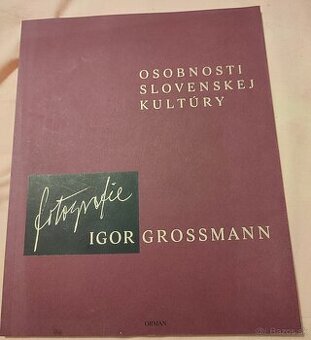 OSOBNOSTI
SLOVENSKEJ
KULTÚRY
fotografie
IGOR GROSSMANN
ORMAN